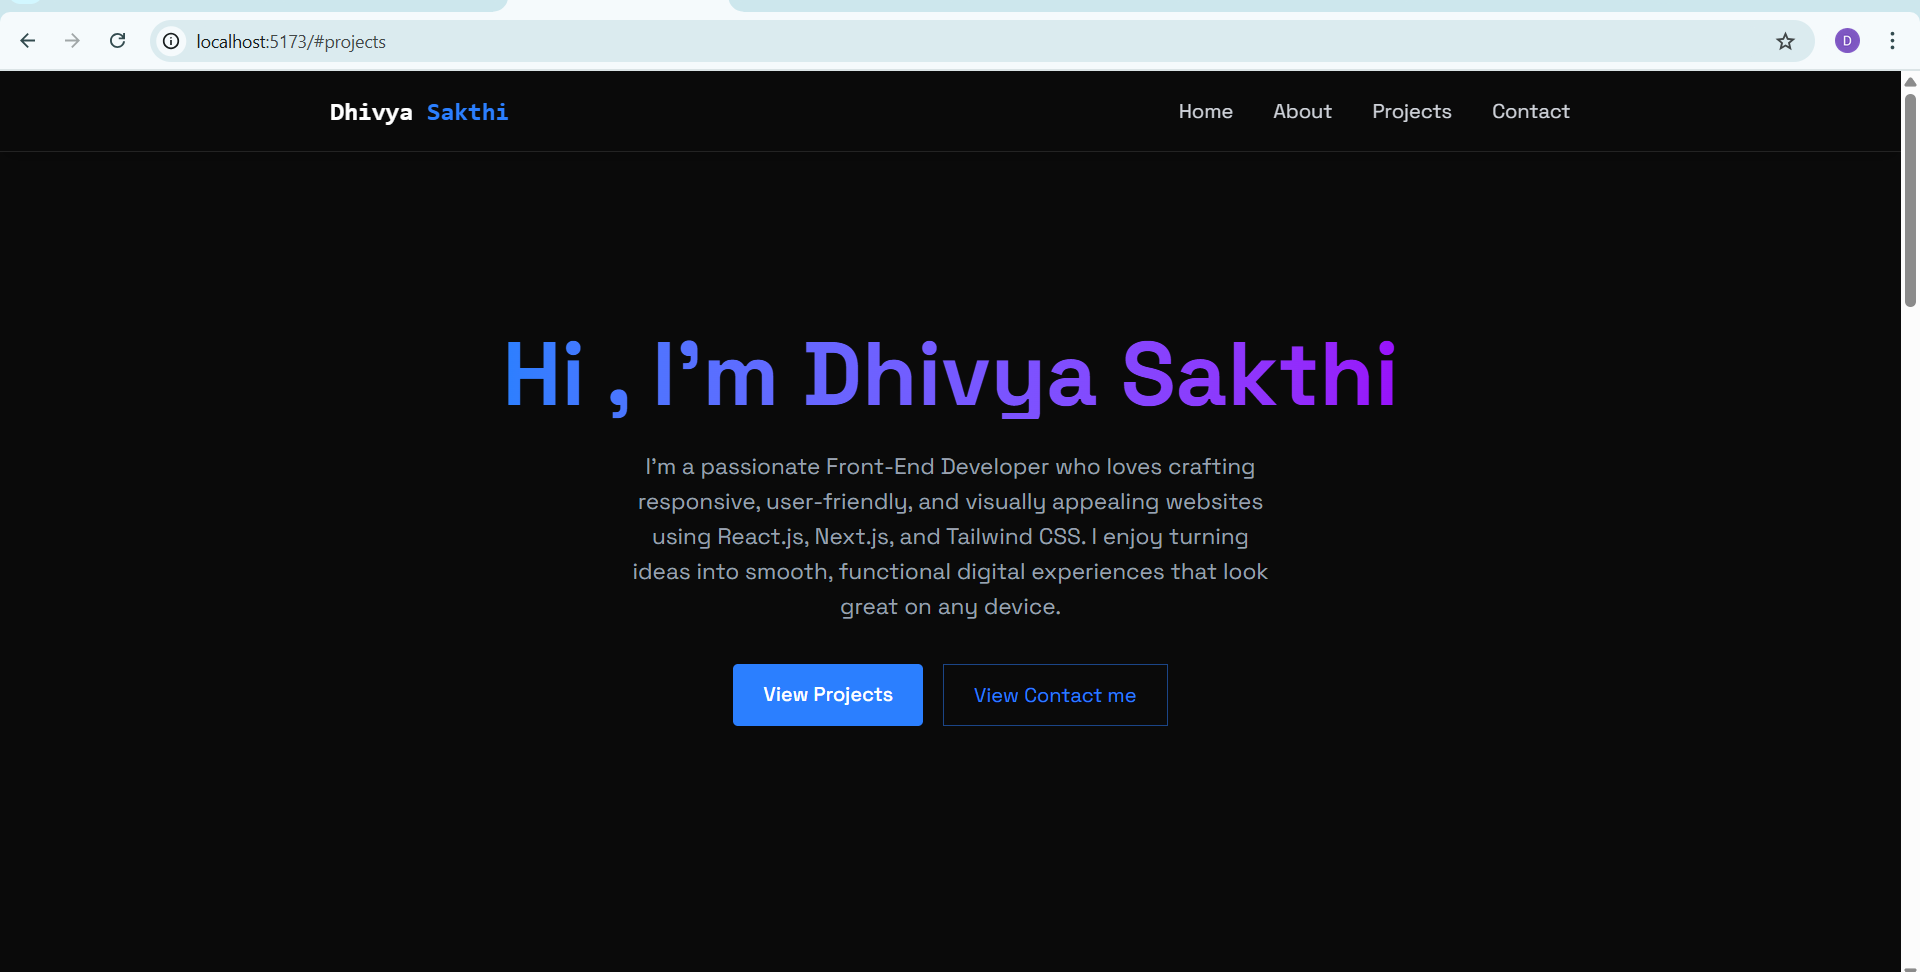 localhost:5173/#projects
D
Dhivya Sakthi
Home About Projects Contact
Hi , I’m Dhivya Sakthi
I’m a passionate Front-End Developer who loves crafting
responsive, user-friendly, and visually appealing websites
using React.js, Next.js, and Tailwind CSS. I enjoy turning
ideas into smooth, functional digital experiences that look
great on any device.
View Projects
View Contact me